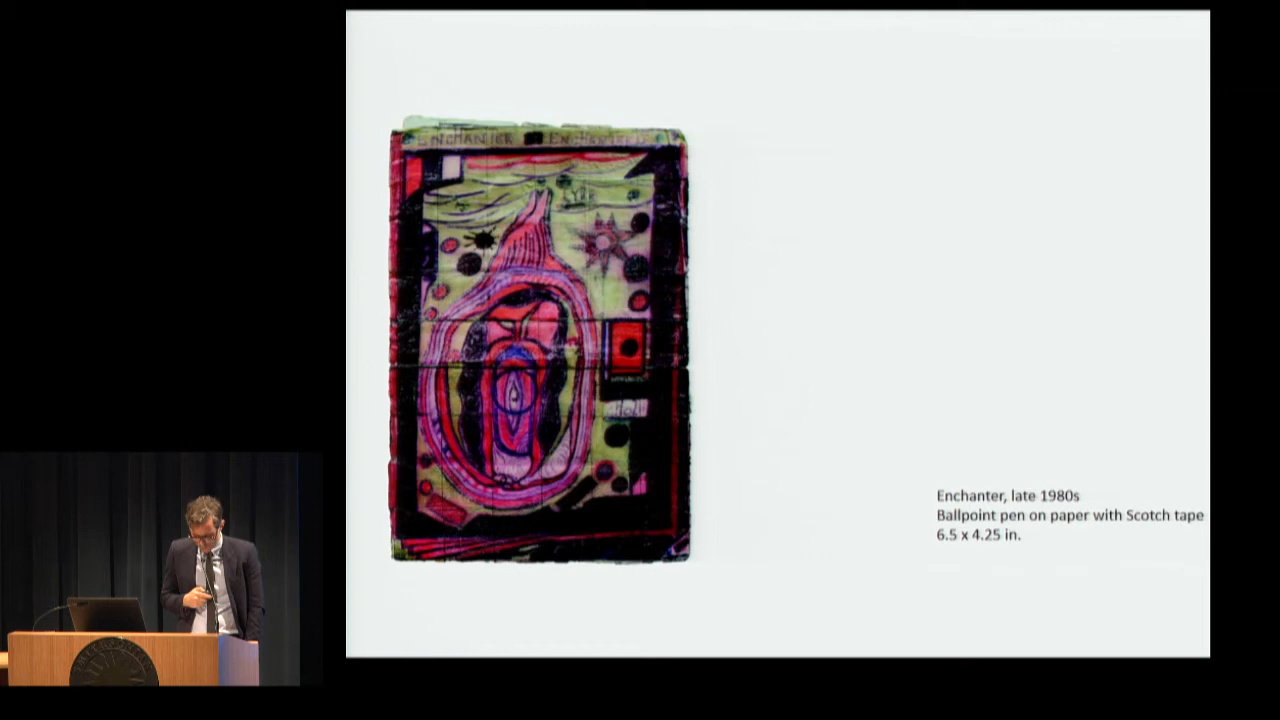 ENCHANTER
Enchanter, late 1980s
Ballpoint pen on paper with Scotch tape
6.5 x 4.25 in.